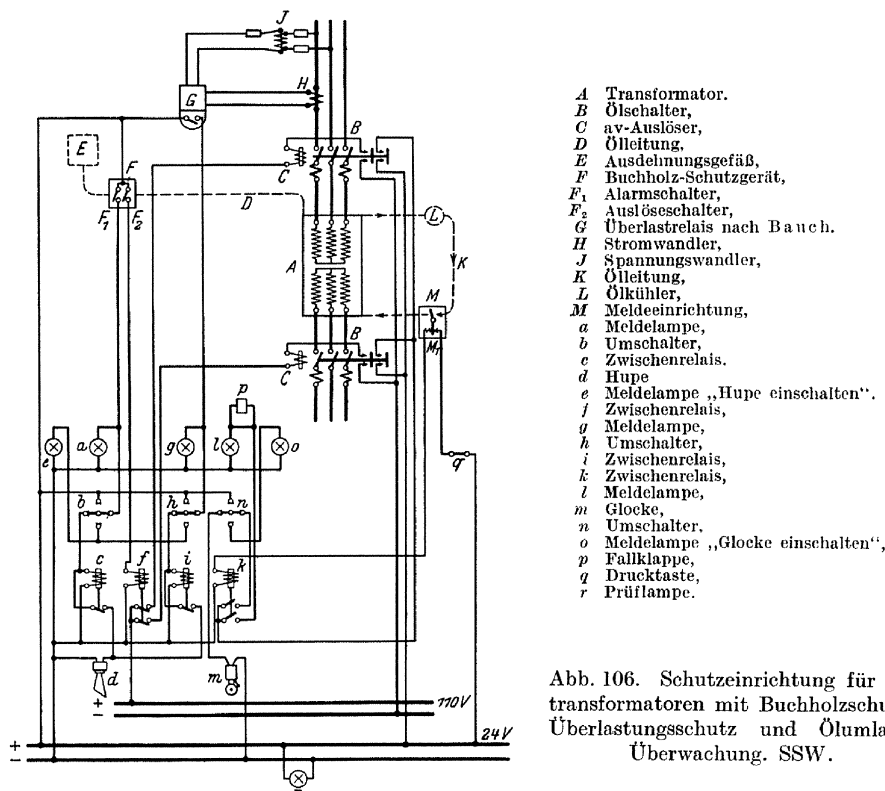 J
H
G
B
E
F
C
F₁
F₂
D
L
A
K
M
M₁
B
C
p
e
a
g
l
o
q
b
h
n
c
f
i
k
d
m
+
−
110V
+
−
24V
A Transformator.
B Ölschalter,
C av-Auslöser,
D Ölleitung,
E Ausdehnungsgefäß,
F Buchholz-Schutzgerät,
F₁ Alarmschalter,
F₂ Auslöseschalter,
G Überlastrelais nach Bauch.
H Stromwandler,
J Spannungswandler,
K Ölleitung,
L Ölkühler,
M Meldeeinrichtung,
a Meldelampe,
b Umschalter,
c Zwischenrelais.
d Hupe
e Meldelampe „Hupe einschalten“.
f Zwischenrelais,
g Meldelampe,
h Umschalter,
i Zwischenrelais,
k Zwischenrelais,
l Meldelampe,
m Glocke,
n Umschalter,
o Meldelampe „Glocke einschalten“,
p Fallklappe,
q Drucktaste,
r Prüflampe.
Abb. 106. Schutzeinrichtung für
transformatoren mit Buchholzschu
Überlastungsschutz und Ölumla
Überwachung. SSW.